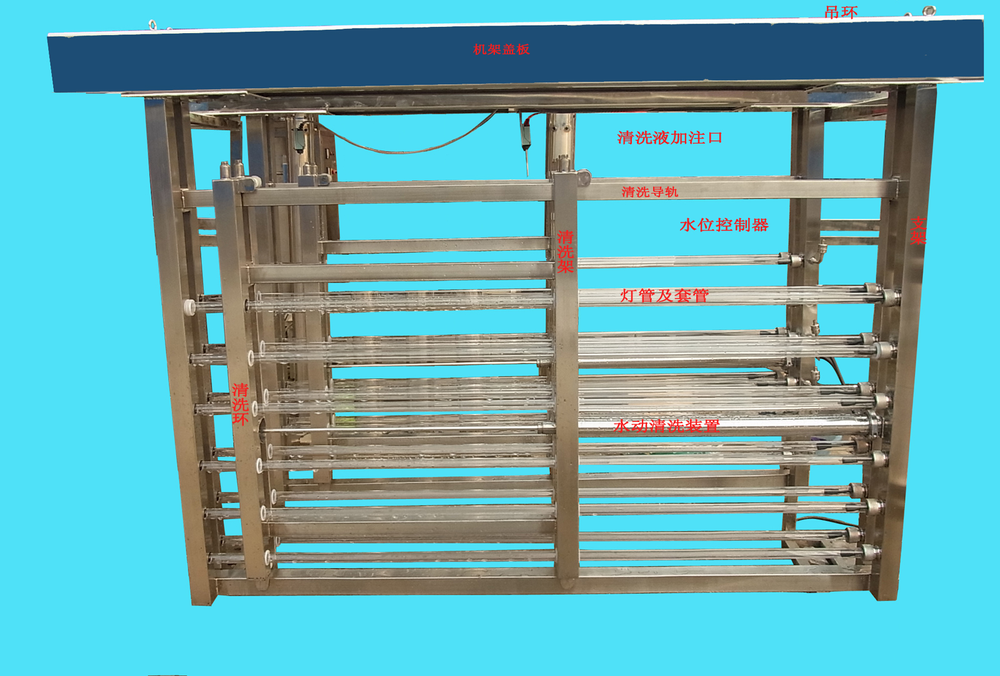 吊环
机架盖板
清洗液加注口
清洗导轨
水位控制器
支架
清洗架
灯管及套管
清洗环
水动清洗装置